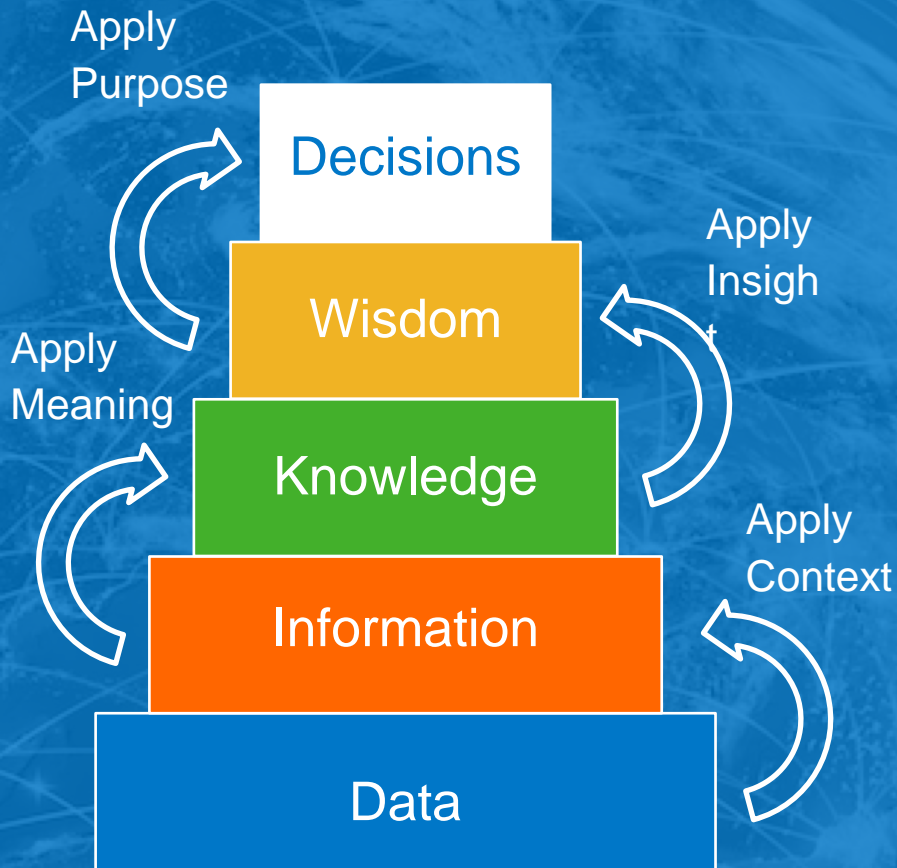 Apply
Purpose
Decisions
Apply
Insigh
t
Wisdom
Apply
Meaning
Knowledge
Apply
Context
Information
Data